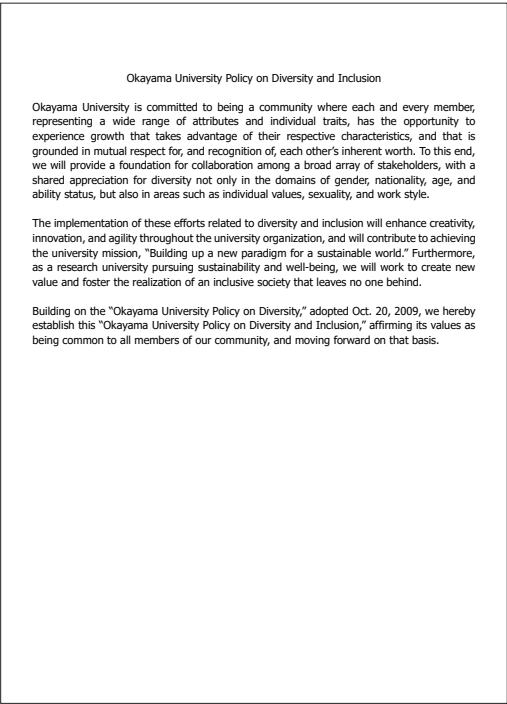 Okayama University Policy on Diversity and Inclusion
Okayama University is committed to being a community where each and every member,
representing a wide range of attributes and individual traits, has the opportunity to
experience growth that takes advantage of their respective characteristics, and that is
grounded in mutual respect for, and recognition of, each other’s inherent worth. To this end,
we will provide a foundation for collaboration among a broad array of stakeholders, with a
shared appreciation for diversity not only in the domains of gender, nationality, age, and
ability status, but also in areas such as individual values, sexuality, and work style.
The implementation of these efforts related to diversity and inclusion will enhance creativity,
innovation, and agility throughout the university organization, and will contribute to achieving
the university mission, “Building up a new paradigm for a sustainable world.” Furthermore,
as a research university pursuing sustainability and well-being, we will work to create new
value and foster the realization of an inclusive society that leaves no one behind.
Building on the “Okayama University Policy on Diversity,” adopted Oct. 20, 2009, we hereby
establish this “Okayama University Policy on Diversity and Inclusion,” affirming its values as
being common to all members of our community, and moving forward on that basis.